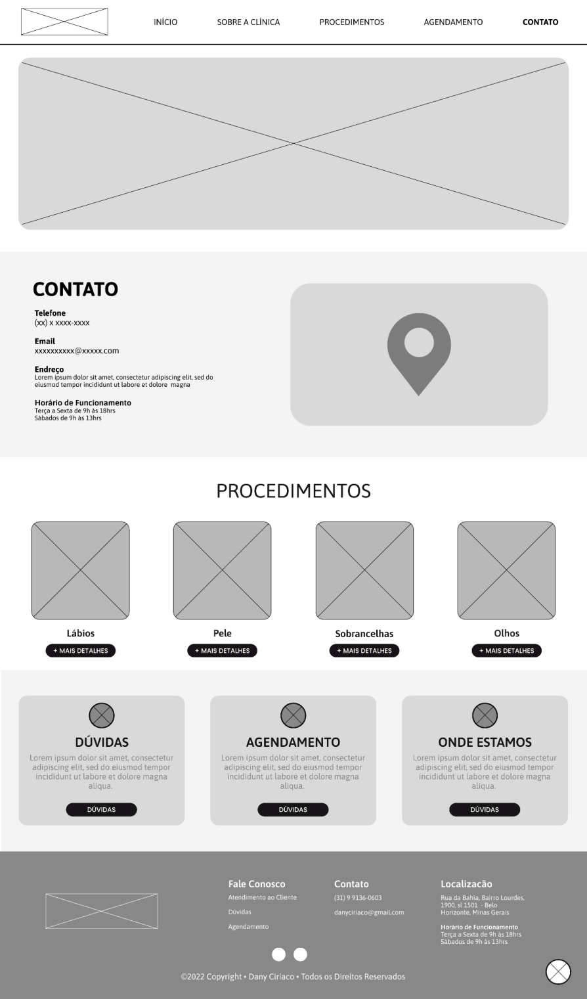 INÍCIO
SOBRE A CLÍNICA
PROCEDIMENTOS
AGENDAMENTO
CONTATO
CONTATO
Telefone
(xx) x xxxx-xxxx
Email
xxxxxxxxxx@xxxxx.com
Endreço
Lorem ipsum dolor sit amet, consectetur adipiscing elit, sed do
eiusmod tempor incididunt ut labore et dolore magna
Horário de Funcionamento
Terça a Sexta de 9h às 18hrs
Sábados de 9h às 13hrs
PROCEDIMENTOS
Lábios
+ MAIS DETALHES
Pele
+ MAIS DETALHES
Sobrancelhas
+ MAIS DETALHES
Olhos
+ MAIS DETALHES
DÚVIDAS
Lorem ipsum dolor sit amet, consectetur
adipiscing elit, sed do eiusmod tempor
incididunt ut labore et dolore magna
aliqua.
DÚVIDAS
AGENDAMENTO
Lorem ipsum dolor sit amet, consectetur
adipiscing elit, sed do eiusmod tempor
incididunt ut labore et dolore magna
aliqua.
DÚVIDAS
ONDE ESTAMOS
Lorem ipsum dolor sit amet, consectetur
adipiscing elit, sed do eiusmod tempor
incididunt ut labore et dolore magna
aliqua.
DÚVIDAS
Fale Conosco
Atendimento ao Cliente
Dúvidas
Agendamento
Contato
(31) 9 9136-0603
danyciriaco@gmail.com
Localizacão
Rua da Bahia, Bairro Lourdes,
1900, sl 1501 - Belo
Horizonte, Minas Gerais
Horário de Funcionamento
Terça a Sexta de 9h às 18hrs
Sábados de 9h às 13hrs
©2022 Copyright • Dany Ciriaco • Todos os Direitos Reservados